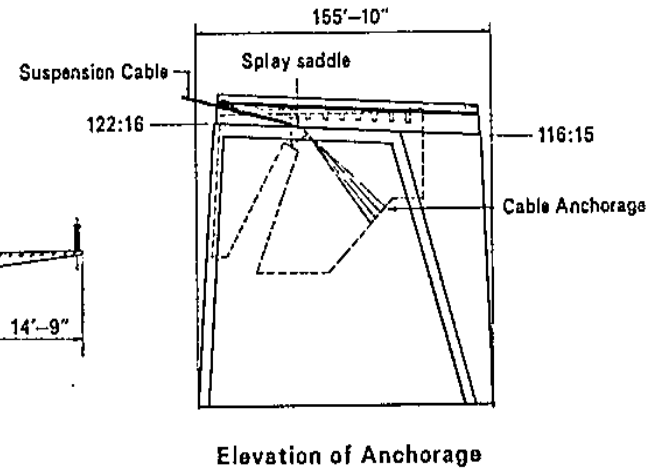 155'–10"
Suspension Cable
Splay saddle
122:16
116:15
Cable Anchorage
14'–9"
Elevation of Anchorage